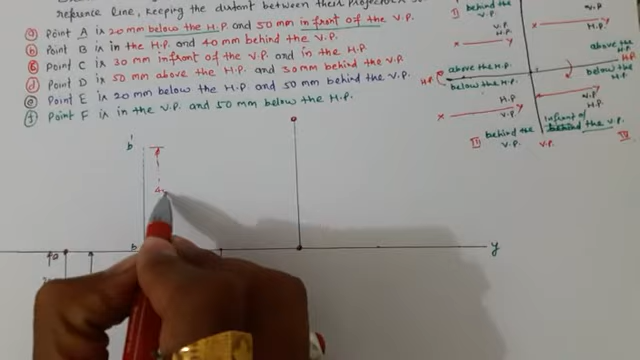 reference line, keeping the distant between their projectors
(a) Point A is 20 mm below the H.P and 50 mm in front of the V.P.
(b) Point B is in the H.P. and 40 mm behind the V.P.
(c) Point C is 30 mm infront of the V.P. and in the H.P.
(d) Point D is 50 mm above the H.P. and 30 mm behind the V.P
(e) Point E is 20 mm below the H.P. and 50 mm behind the V.P.
(f) Point F is in the V.P. and 50 mm below the H.P.
II behind the V.P.
V.P
H.P.
x y
V.P
H.P.
x y
above the H.P
above the H.P
H.P.
H.P
below the H.P.
below the H.P.
H.P
V.P.
x y
V.P
H.P.
x y
III behind the V.P.
V.P.
infront of
behind the V.P.
IV
b'
b
y